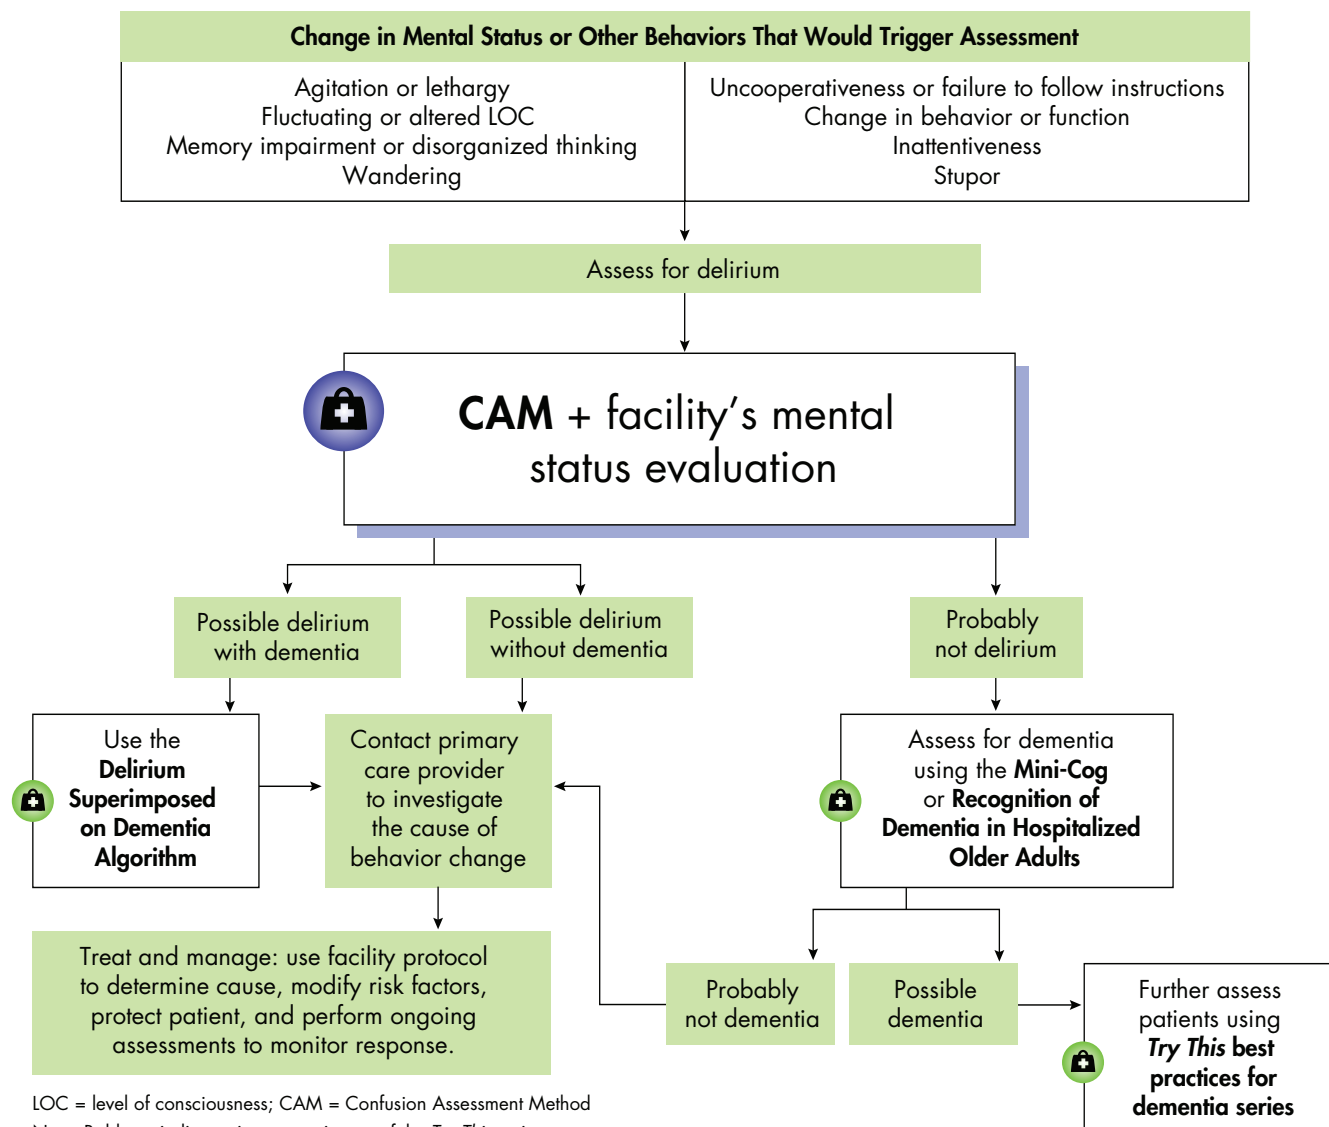 Change in Mental Status or Other Behaviors That Would Trigger Assessment
Agitation or lethargy
Fluctuating or altered LOC
Memory impairment or disorganized thinking
Wandering
Uncooperativeness or failure to follow instructions
Change in behavior or function
Inattentiveness
Stupor
Assess for delirium
CAM + facility’s mental
status evaluation
Possible delirium
with dementia
Possible delirium
without dementia
Probably
not delirium
Use the
Delirium
Superimposed
on Dementia
Algorithm
Contact primary
care provider
to investigate
the cause of
behavior change
Assess for dementia
using the Mini-Cog
or Recognition of
Dementia in Hospitalized
Older Adults
Treat and manage: use facility protocol
to determine cause, modify risk factors,
protect patient, and perform ongoing
assessments to monitor response.
Probably
not dementia
Possible
dementia
Further assess
patients using
Try This best
practices for
dementia series
LOC = level of consciousness; CAM = Confusion Assessment Method